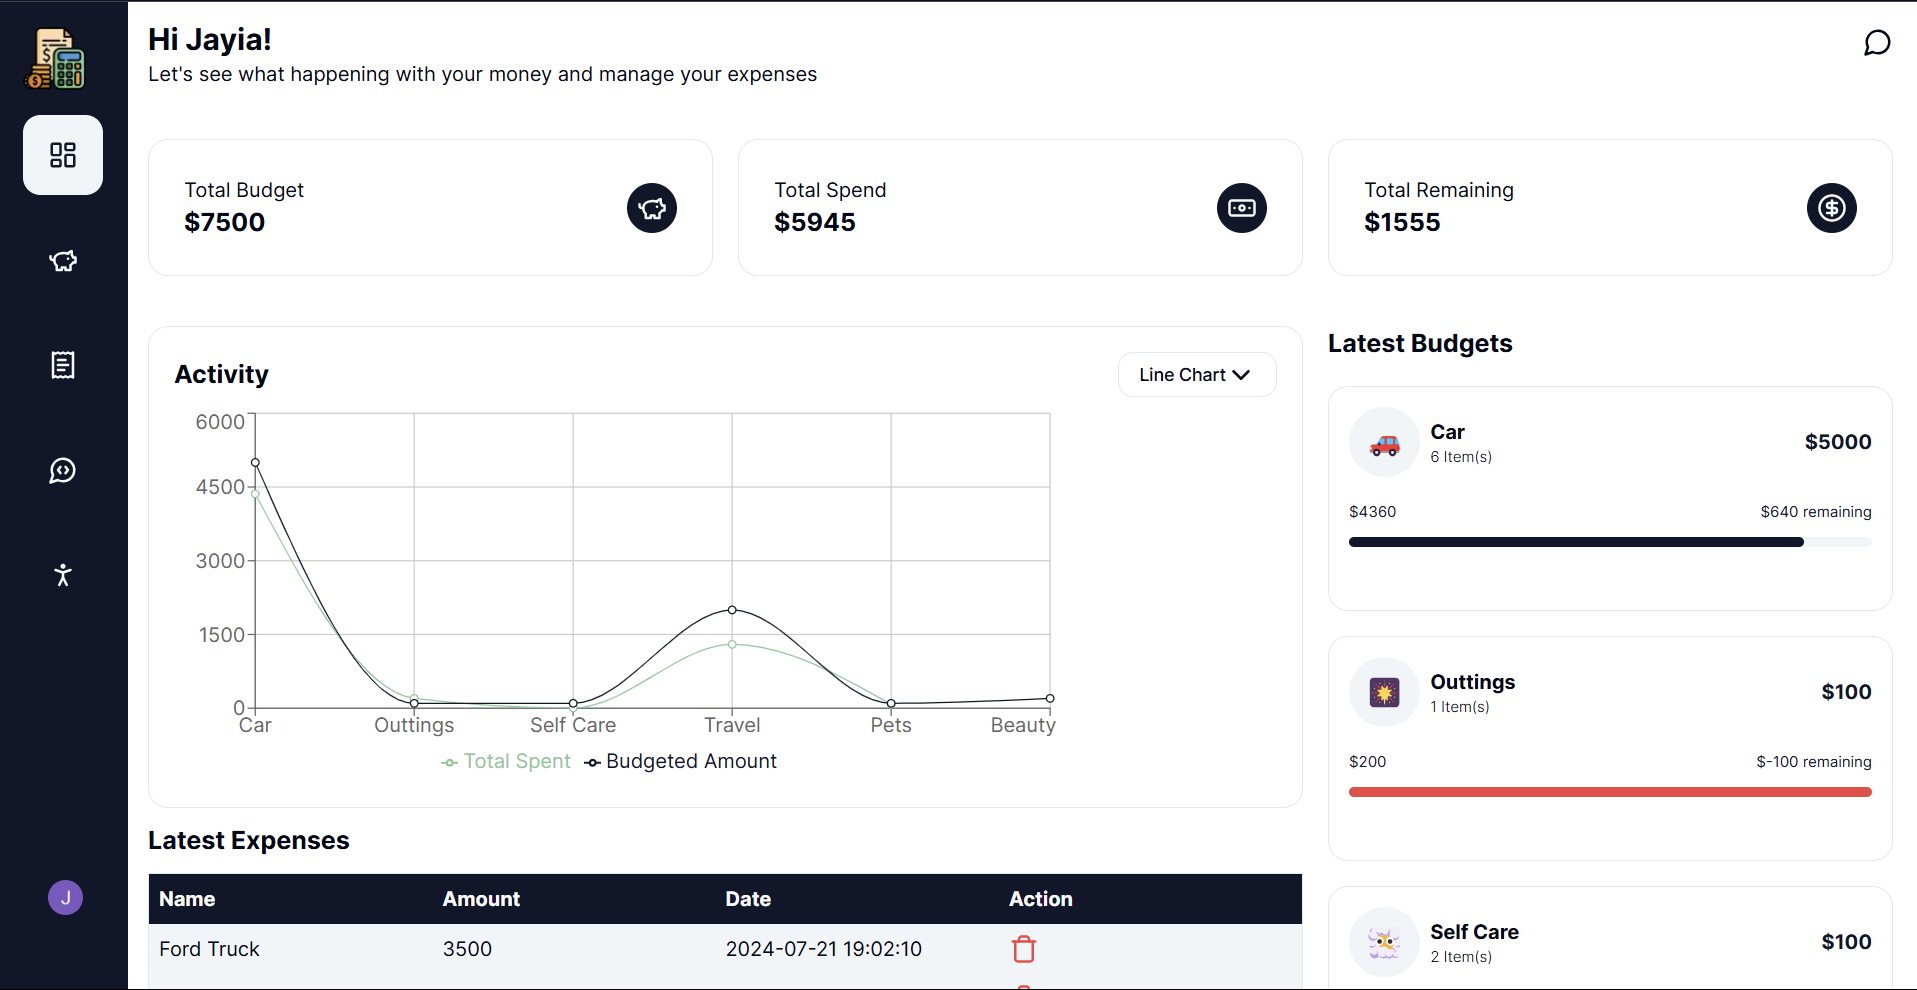 Hi Jayia!
Let's see what happening with your money and manage your expenses
Total Budget
$7500
Total Spend
$5945
Total Remaining
$1555
Activity
Line Chart
6000
4500
3000
1500
0
Car Outtings Self Care Travel Pets Beauty
Total Spent Budgeted Amount
Latest Budgets
Car
6 Item(s)
$5000
$4360 $640 remaining
Outtings
1 Item(s)
$100
$200 $-100 remaining
Self Care
2 Item(s)
$100
Latest Expenses
Name Amount Date Action
Ford Truck 3500 2024-07-21 19:02:10
J